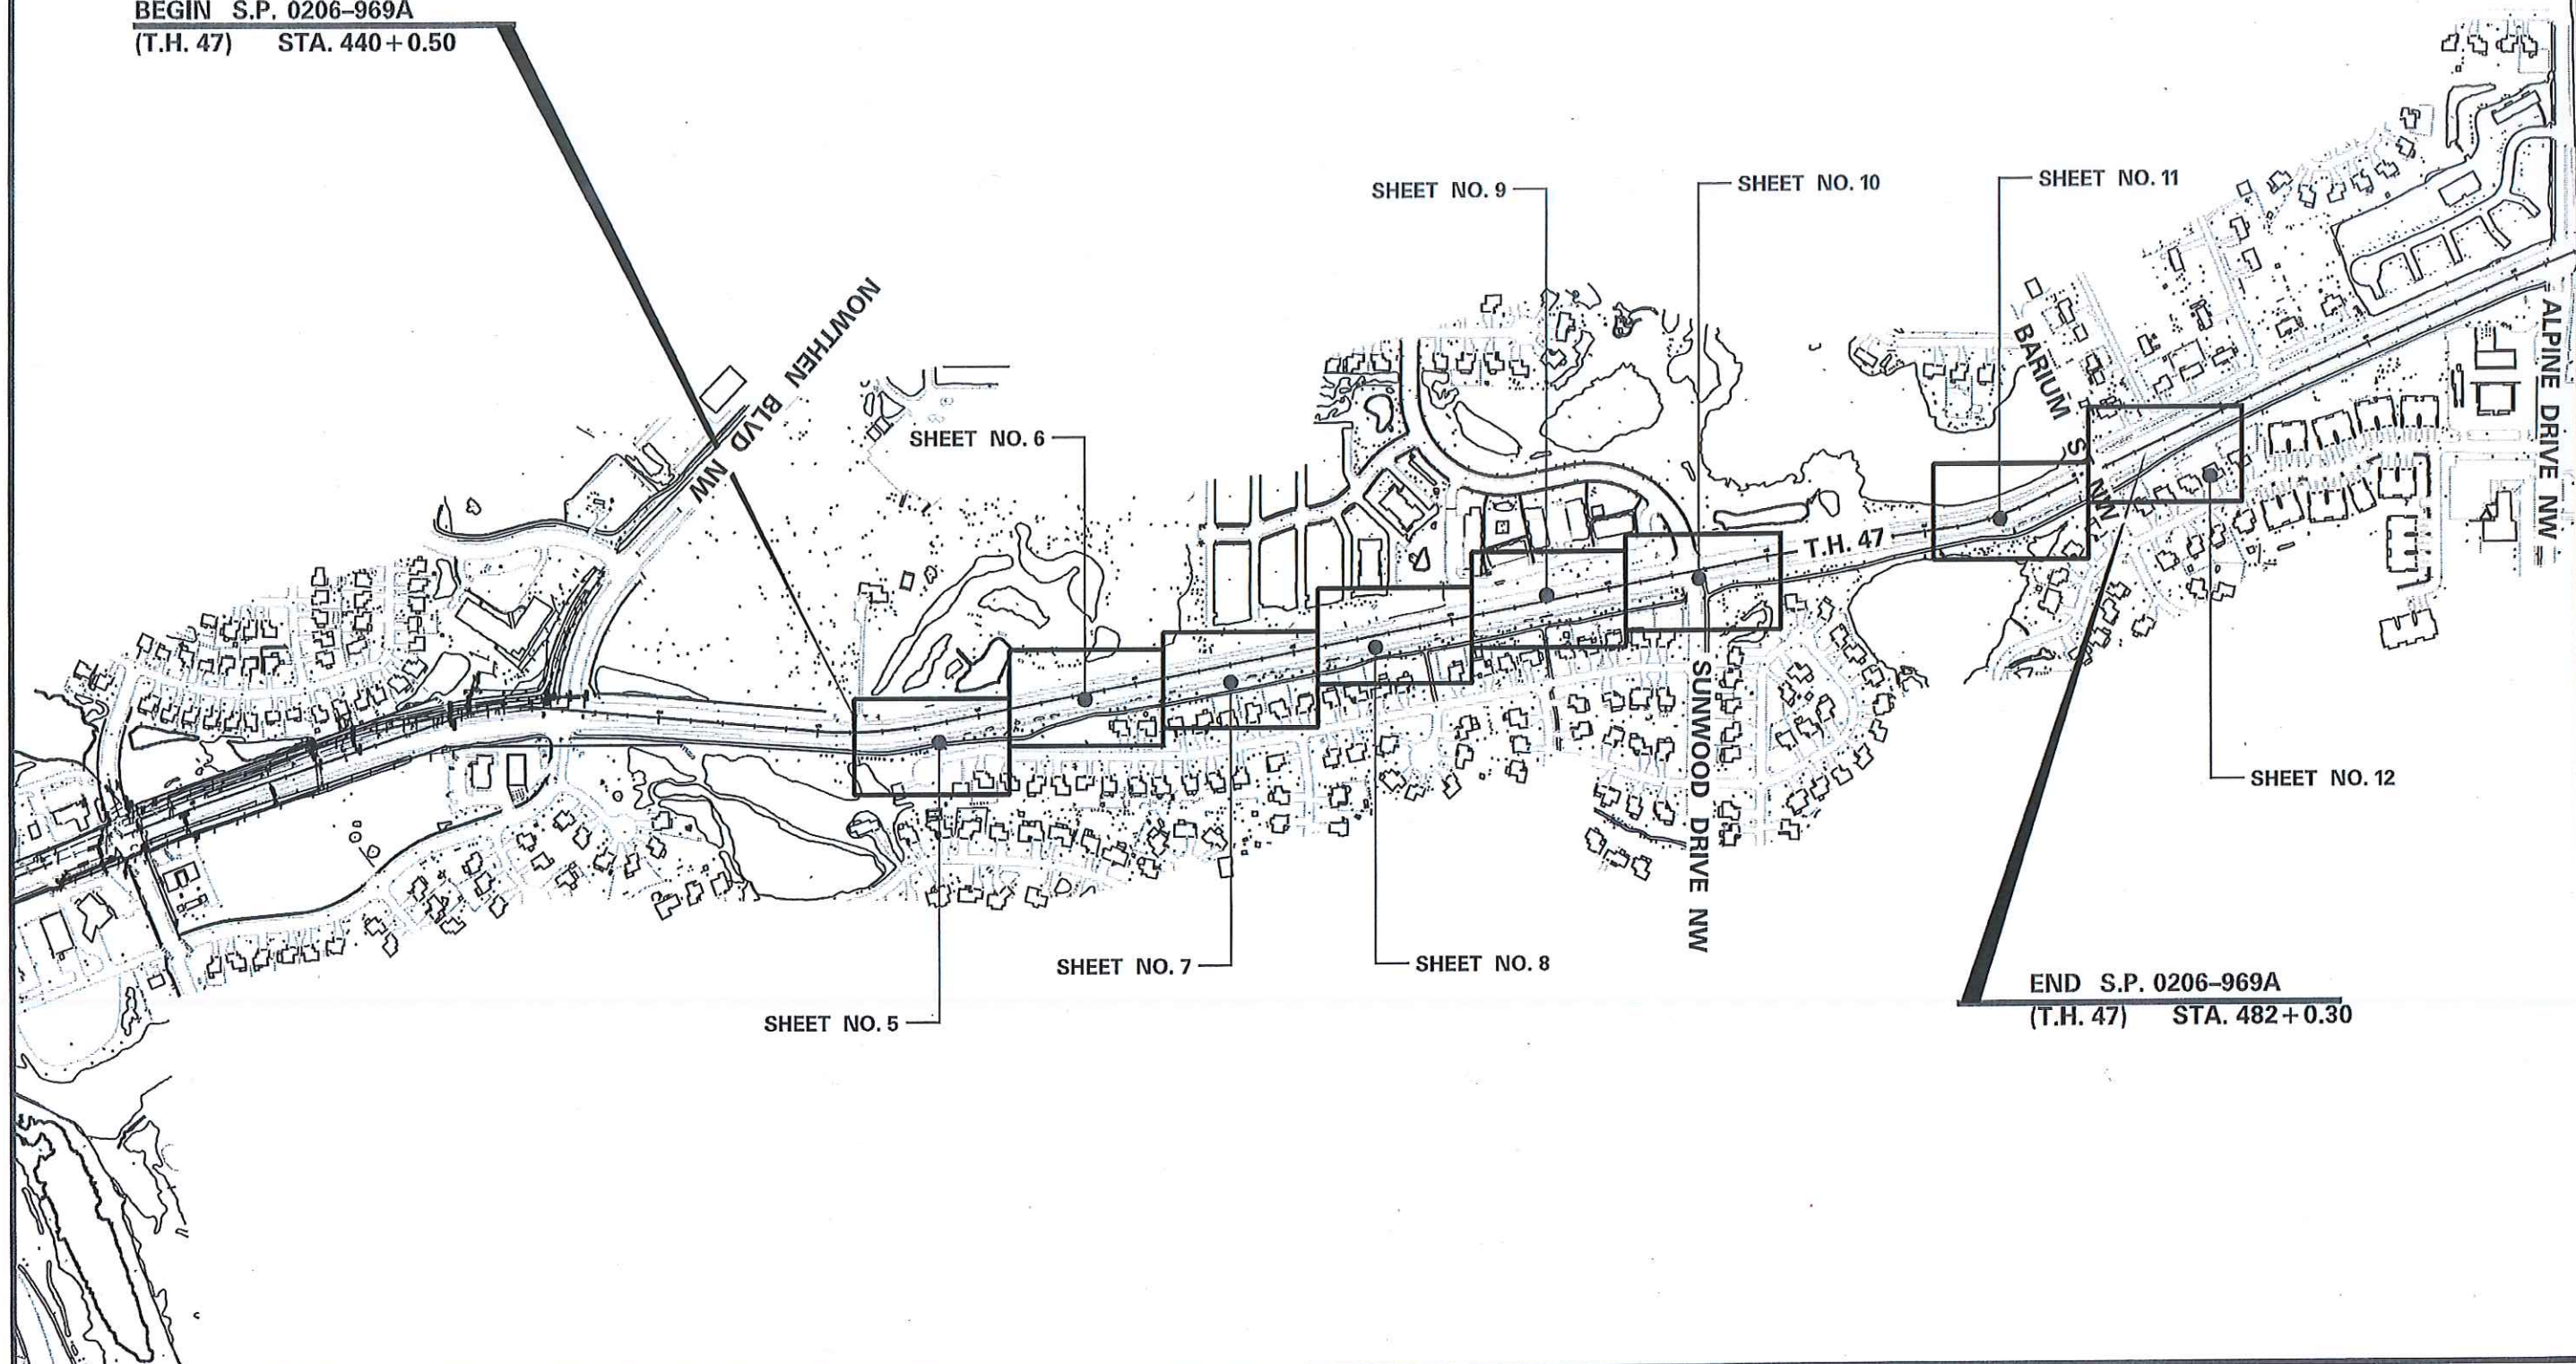 BEGIN S.P. 0206–969A
(T.H. 47) STA. 440+0.50
NOWTHEN BLVD NW
SHEET NO. 6
SHEET NO. 9
SHEET NO. 10
SHEET NO. 11
BARIUM ST NW
ALPINE DRIVE NW
T.H. 47
SUNWOOD DRIVE NW
SHEET NO. 12
SHEET NO. 7
SHEET NO. 8
SHEET NO. 5
END S.P. 0206–969A
(T.H. 47) STA. 482+0.30